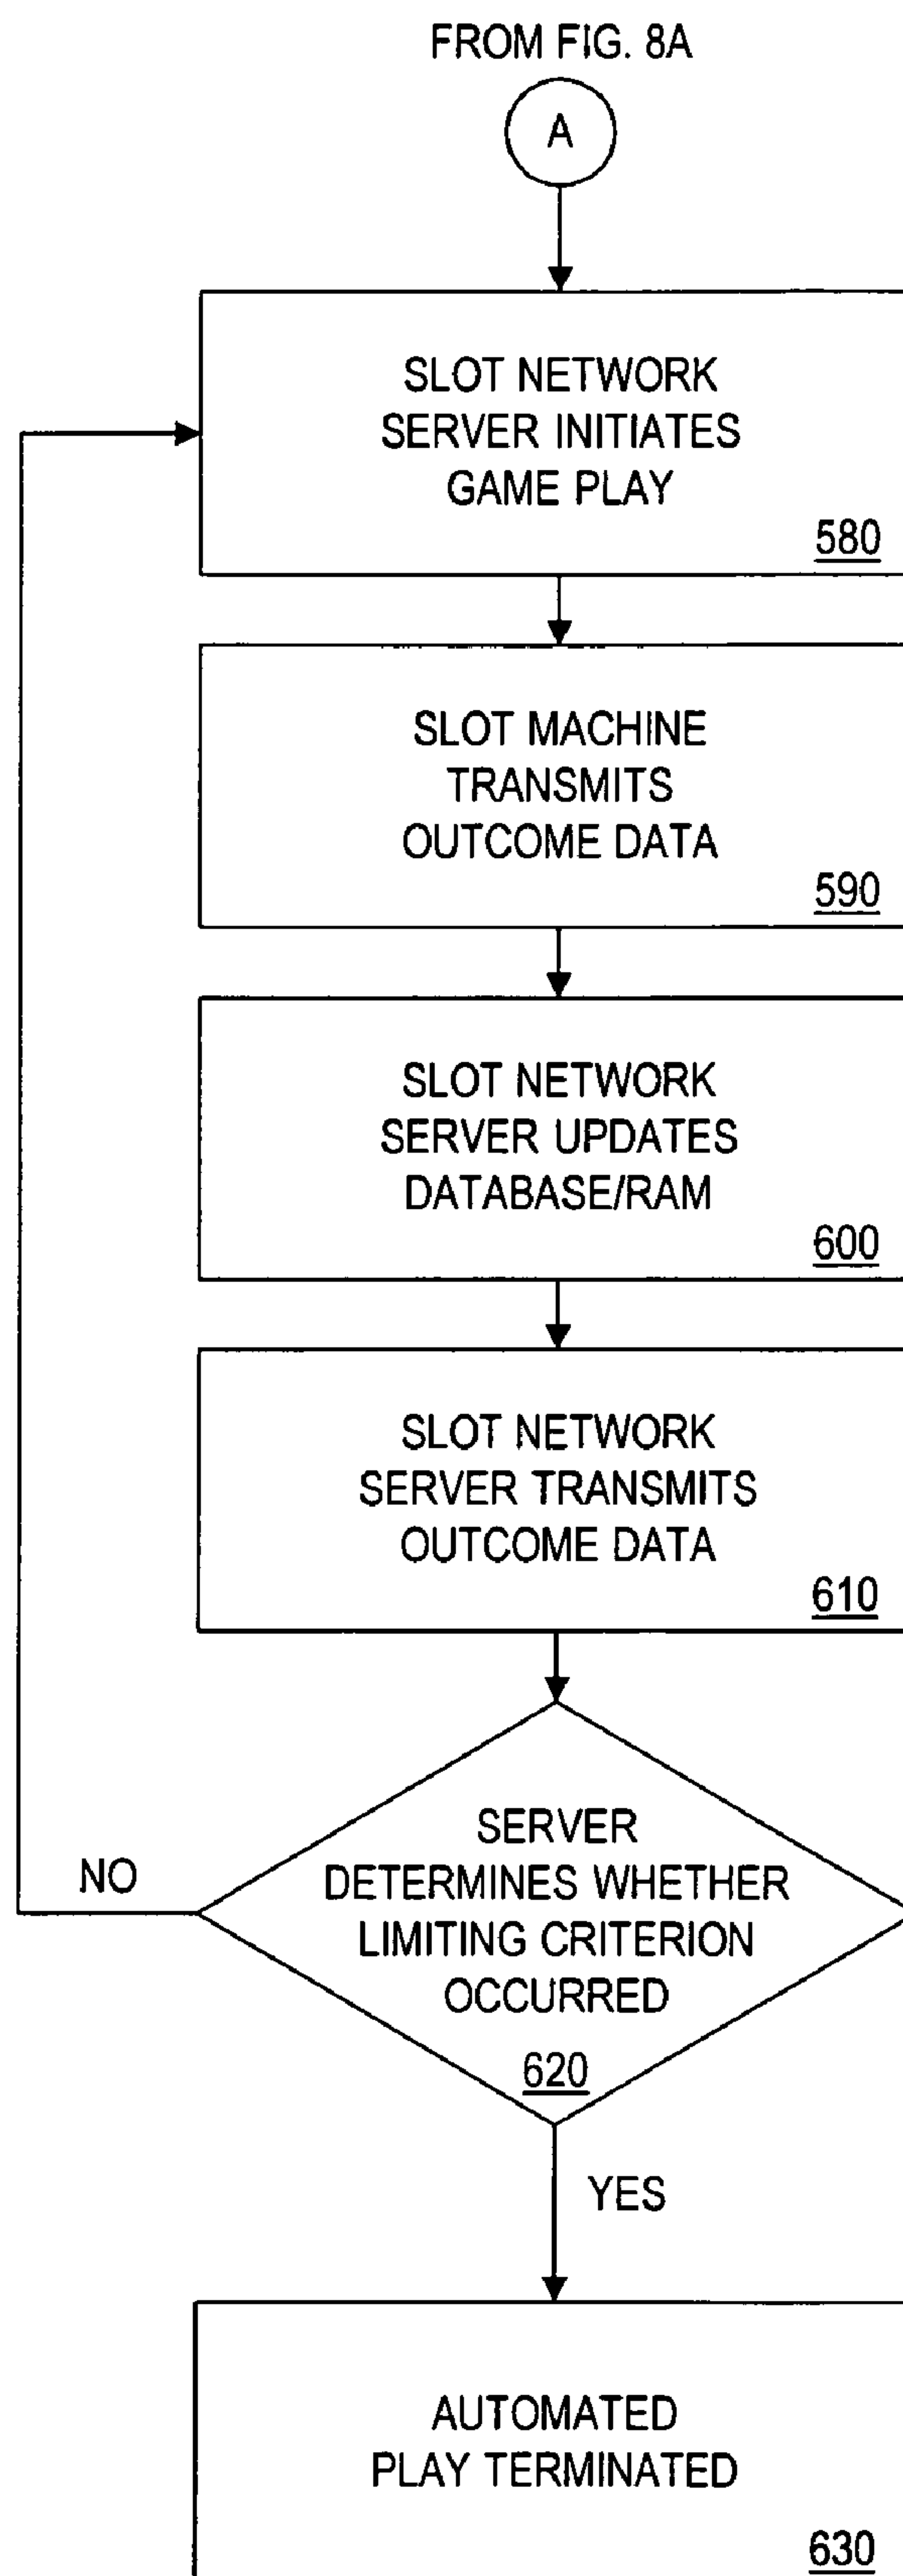 FROM FIG. 8A
A
SLOT NETWORK
SERVER INITIATES
GAME PLAY
580
SLOT MACHINE
TRANSMITS
OUTCOME DATA
590
SLOT NETWORK
SERVER UPDATES
DATABASE/RAM
600
SLOT NETWORK
SERVER TRANSMITS
OUTCOME DATA
610
SERVER
DETERMINES WHETHER
LIMITING CRITERION
OCCURRED
620
NO
YES
AUTOMATED
PLAY TERMINATED
630